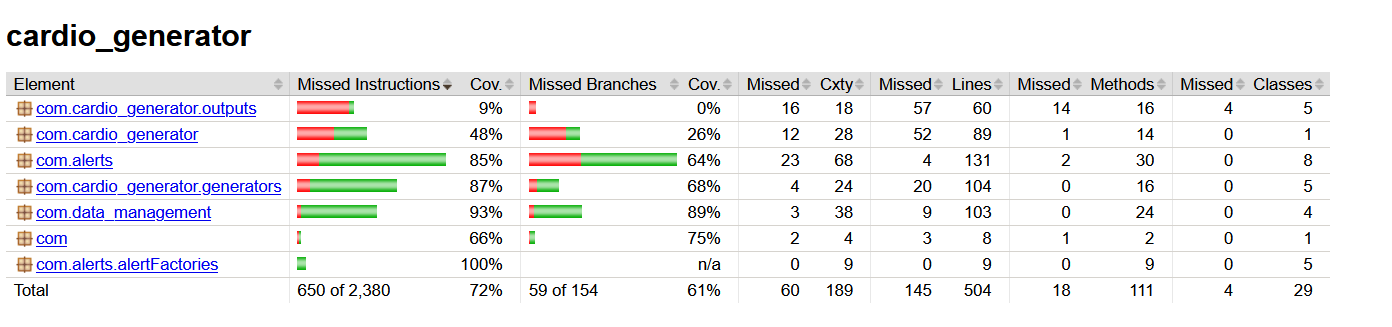 cardio_generator
Element Missed Instructions Cov. Missed Branches Cov. Missed Cxty Missed Lines Missed Methods Missed Classes
com.cardio_generator.outputs 9% 0% 16 18 57 60 14 16 4 5
com.cardio_generator 48% 26% 12 28 52 89 1 14 0 1
com.alerts 85% 64% 23 68 4 131 2 30 0 8
com.cardio_generator.generators 87% 68% 4 24 20 104 0 16 0 5
com.data_management 93% 89% 3 38 9 103 0 24 0 4
com 66% 75% 2 4 3 8 1 2 0 1
com.alerts.alertFactories 100% n/a 0 9 0 9 0 9 0 5
Total 650 of 2,380 72% 59 of 154 61% 60 189 145 504 18 111 4 29